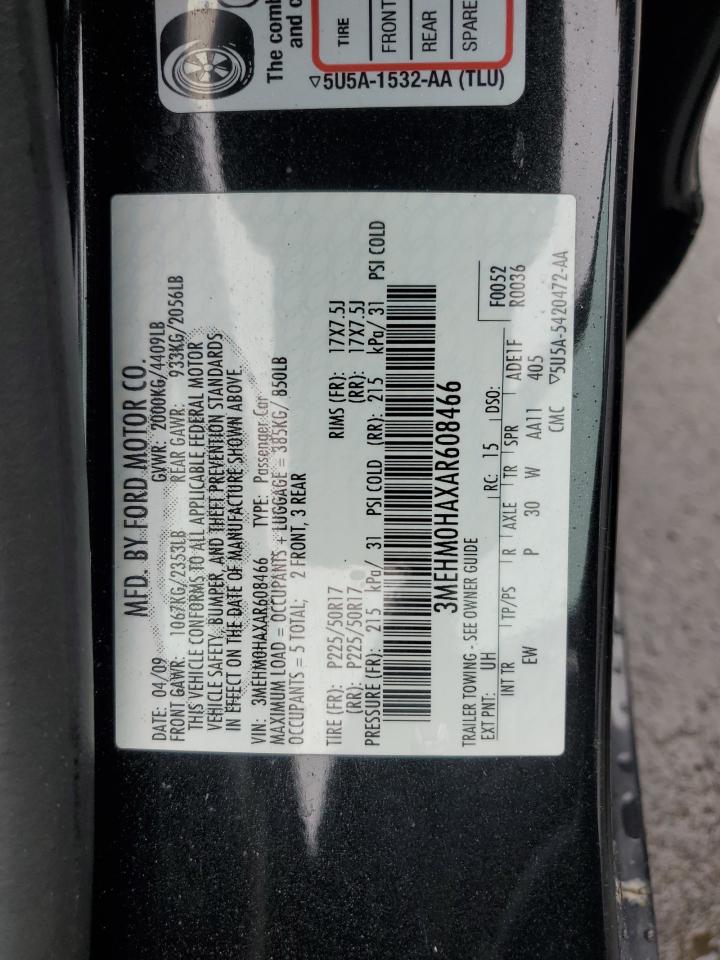 The comb
and c
TIRE
FRONT
REAR
SPARE
▽5U5A-1532-AA (TLU)
MFD. BY FORD MOTOR CO.
DATE: 04/09 GVWR: 2000KG/4409LB
FRONT GAWR: 1067KG/2353LB REAR GAWR: 933KG/2056LB
THIS VEHICLE CONFORMS TO ALL APPLICABLE FEDERAL MOTOR
VEHICLE SAFETY, BUMPER, AND THEFT PREVENTION STANDARDS
IN EFFECT ON THE DATE OF MANUFACTURE SHOWN ABOVE.
VIN: 3MEHM0HAXAR608466 TYPE: Passenger Car
MAXIMUM LOAD = OCCUPANTS + LUGGAGE = 385KG/ 850LB
OCCUPANTS = 5 TOTAL; 2 FRONT, 3 REAR
TIRE (FR): P225/50R17 RIMS (FR): 17X7.5J
(RR): P225/50R17 (RR): 17X7.5J
PRESSURE (FR): 215 kPa/ 31 PSI COLD (RR): 215 kPa/ 31 PSI COLD
3MEHM0HAXAR608466
TRAILER TOWING - SEE OWNER GUIDE
EXT PNT: UH RC: 15 DSO: F0052
R0036
INT TR TP/PS R AXLE TR SPR ADE1F
EW P 30 W AA11 405
CMC ▽5U5A-5420472-AA